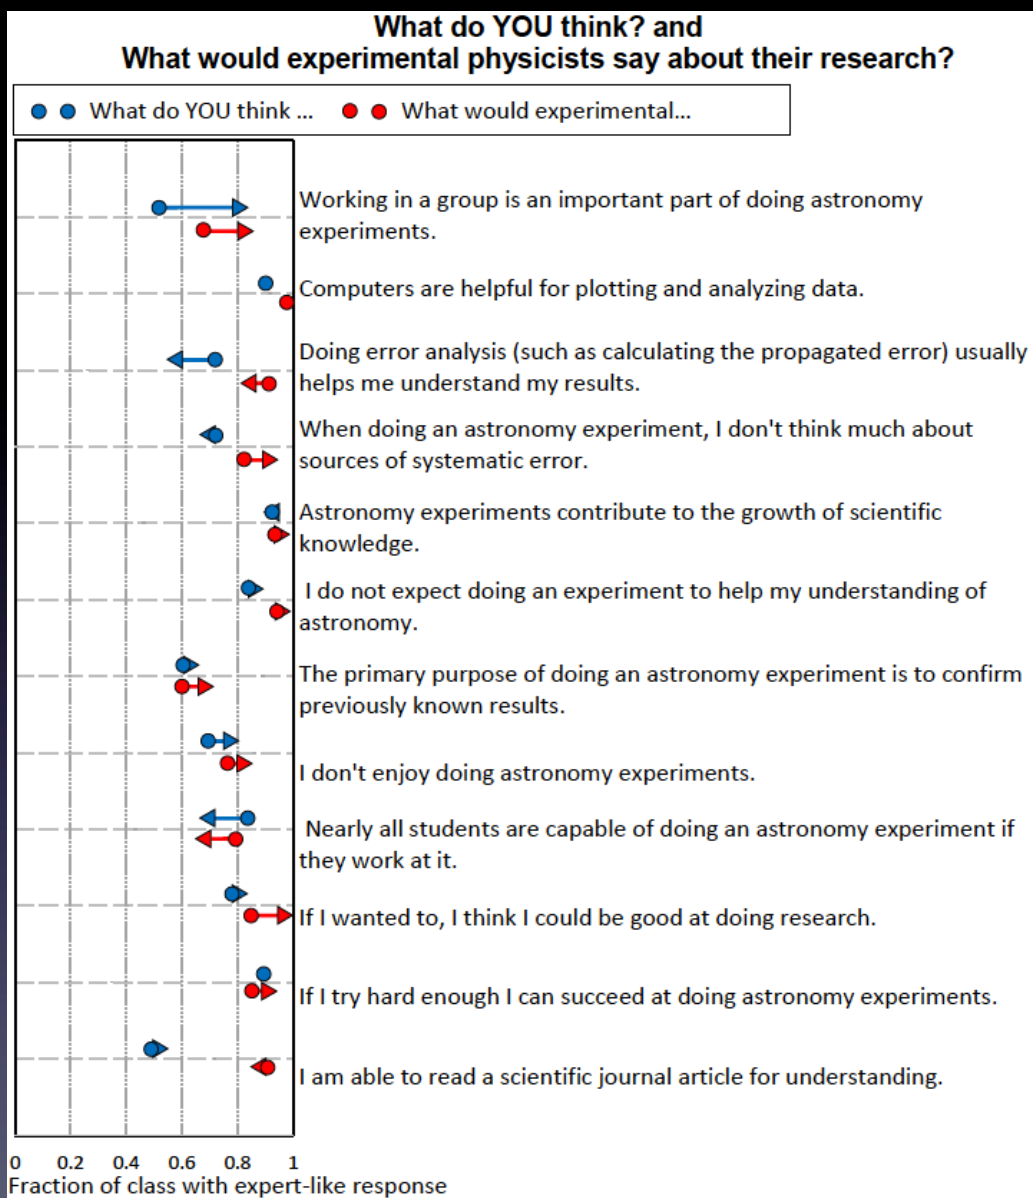 What do YOU think? and
What would experimental physicists say about their research?
What do YOU think ... What would experimental...
Working in a group is an important part of doing astronomy
experiments.
Computers are helpful for plotting and analyzing data.
Doing error analysis (such as calculating the propagated error) usually
helps me understand my results.
When doing an astronomy experiment, I don't think much about
sources of systematic error.
Astronomy experiments contribute to the growth of scientific
knowledge.
I do not expect doing an experiment to help my understanding of
astronomy.
The primary purpose of doing an astronomy experiment is to confirm
previously known results.
I don't enjoy doing astronomy experiments.
Nearly all students are capable of doing an astronomy experiment if
they work at it.
If I wanted to, I think I could be good at doing research.
If I try hard enough I can succeed at doing astronomy experiments.
I am able to read a scientific journal article for understanding.
0 0.2 0.4 0.6 0.8 1
Fraction of class with expert-like response